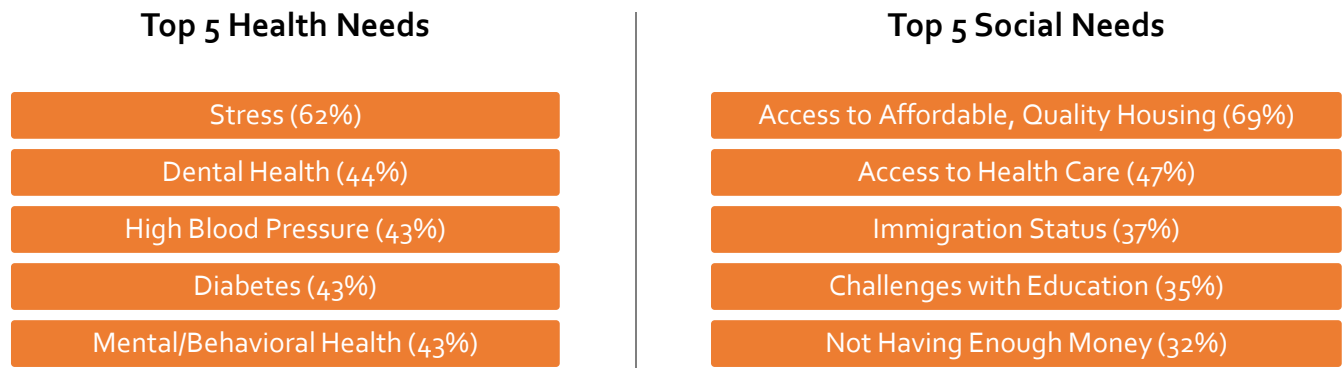 Top 5 Health Needs
Stress (62%)
Dental Health (44%)
High Blood Pressure (43%)
Diabetes (43%)
Mental/Behavioral Health (43%)
Top 5 Social Needs
Access to Affordable, Quality Housing (69%)
Access to Health Care (47%)
Immigration Status (37%)
Challenges with Education (35%)
Not Having Enough Money (32%)